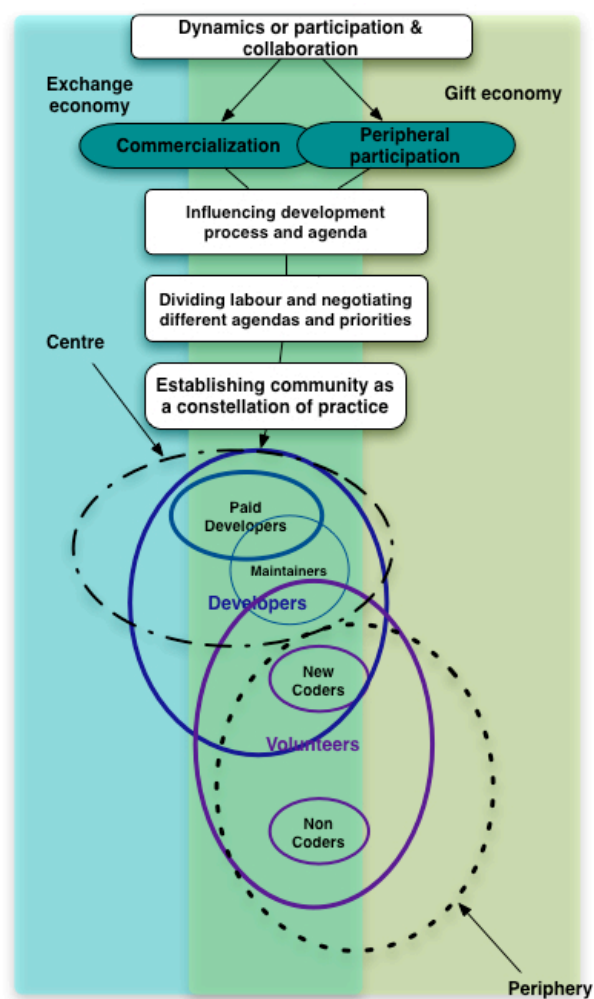 Dynamics or participation &
collaboration
Exchange
economy
Gift economy
Commercialization
Peripheral
participation
Influencing development
process and agenda
Dividing labour and negotiating
different agendas and priorities
Centre
Establishing community as
a constellation of practice
Paid
Developers
Maintainers
Developers
New
Coders
Volunteers
Non
Coders
Periphery